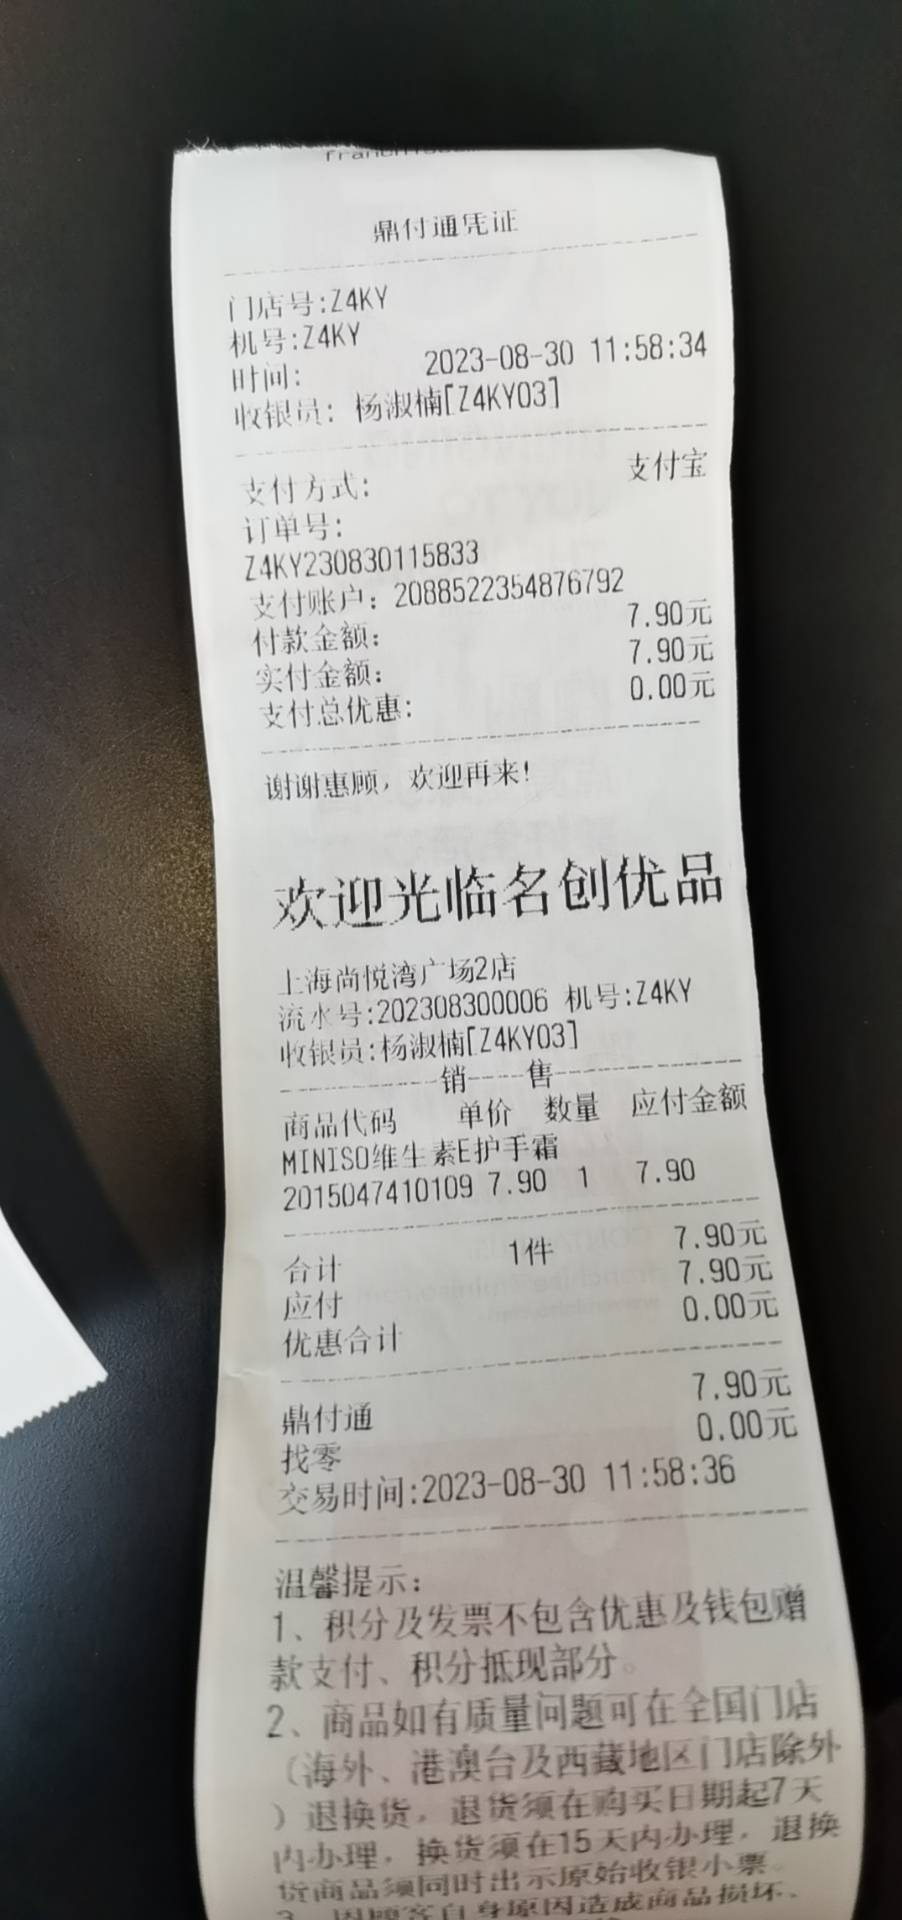 鼎付通凭证
门店号:Z4KY
机号:Z4KY
时间: 2023-08-30 11:58:34
收银员: 杨淑楠[Z4KY03]
支付方式: 支付宝
订单号:
Z4KY230830115833
支付账户: 2088522354876792
付款金额: 7.90元
实付金额: 7.90元
支付总优惠: 0.00元
谢谢惠顾, 欢迎再来!
欢迎光临名创优品
上海尚悦湾广场2店
流水号:202308300006 机号:Z4KY
收银员:杨淑楠[Z4KY03]
销 售
商品代码 单价 数量 应付金额
MINISO维生素E护手霜
2015047410109 7.90 1 7.90
合计 1件 7.90元
应付 7.90元
优惠合计 0.00元
鼎付通 7.90元
找零 0.00元
交易时间:2023-08-30 11:58:36
温馨提示:
1、积分及发票不包含优惠及钱包赠
款支付、积分抵现部分。
2、商品如有质量问题可在全国门店
(海外、港澳台及西藏地区门店除外
)退换货, 退货须在购买日期起7天
内办理, 换货须在15天内办理, 退换
货商品须同时出示原始收银小票。
3、因顾客自身原因造成商品损坏、